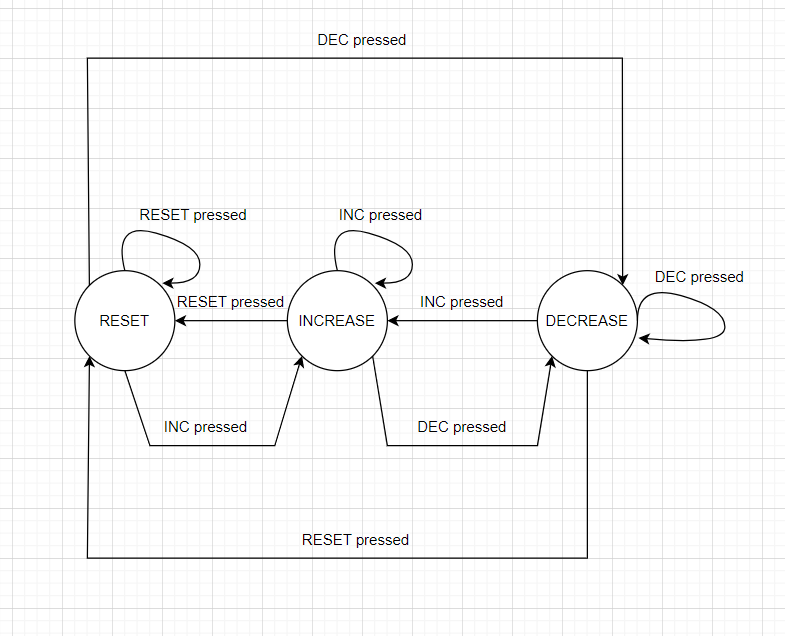 DEC pressed
RESET pressed
INC pressed
DEC pressed
RESET pressed
INC pressed
RESET
INCREASE
DECREASE
INC pressed
DEC pressed
RESET pressed